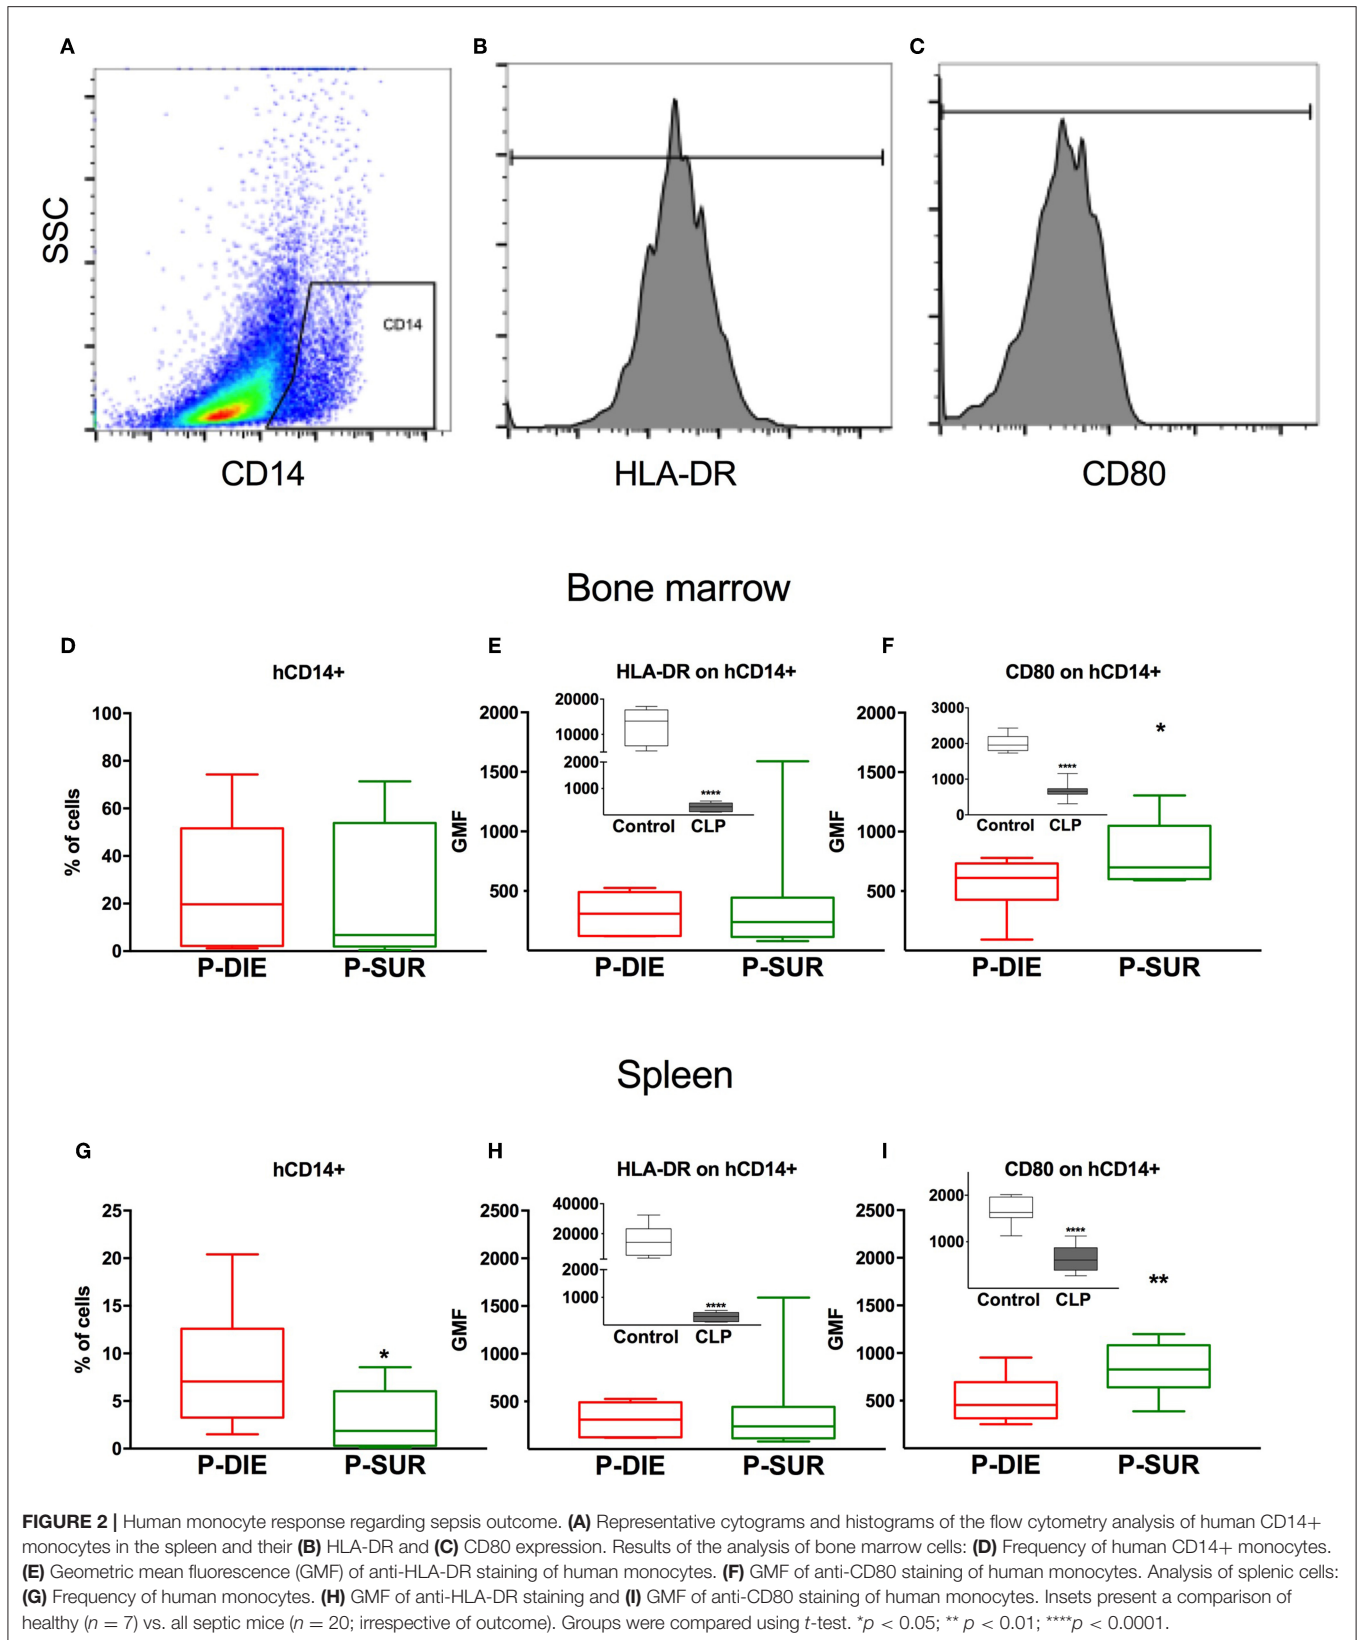 A
B
C
SSC
CD14
CD14
HLA-DR
CD80
Bone marrow
D
E
F
hCD14+
HLA-DR on hCD14+
CD80 on hCD14+
% of cells
100
80
60
40
20
0
P-DIE
P-SUR
GMF
2000
1500
1000
500
20000
10000
2000
1000
****
Control
CLP
P-DIE
P-SUR
GMF
2000
1500
1000
500
3000
2000
1000
0
****
Control
CLP
*
P-DIE
P-SUR
Spleen
G
H
I
hCD14+
HLA-DR on hCD14+
CD80 on hCD14+
% of cells
25
20
15
10
5
0
*
P-DIE
P-SUR
GMF
2500
2000
1500
1000
500
40000
20000
2000
1000
****
Control
CLP
P-DIE
P-SUR
GMF
2500
2000
1500
1000
500
2000
1000
****
Control
CLP
**
P-DIE
P-SUR
FIGURE 2 | Human monocyte response regarding sepsis outcome. (A) Representative cytograms and histograms of the flow cytometry analysis of human CD14+
monocytes in the spleen and their (B) HLA-DR and (C) CD80 expression. Results of the analysis of bone marrow cells: (D) Frequency of human CD14+ monocytes.
(E) Geometric mean fluorescence (GMF) of anti-HLA-DR staining of human monocytes. (F) GMF of anti-CD80 staining of human monocytes. Analysis of splenic cells:
(G) Frequency of human monocytes. (H) GMF of anti-HLA-DR staining and (I) GMF of anti-CD80 staining of human monocytes. Insets present a comparison of
healthy (n = 7) vs. all septic mice (n = 20; irrespective of outcome). Groups were compared using t-test. *p < 0.05; ** p < 0.01; ****p < 0.0001.